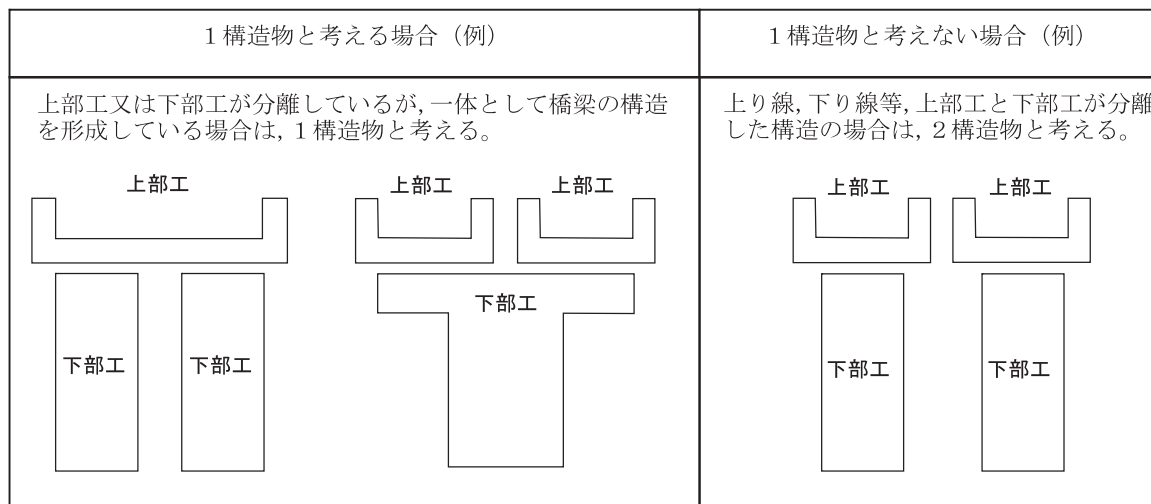 1構造物と考える場合（例）
1構造物と考えない場合（例）
上部工又は下部工が分離しているが,一体として橋梁の構造
を形成している場合は,1構造物と考える。
上り線,下り線等,上部工と下部工が分離
した構造の場合は,2構造物と考える。
上部工
上部工
上部工
下部工
下部工
下部工
上部工
上部工
下部工
下部工